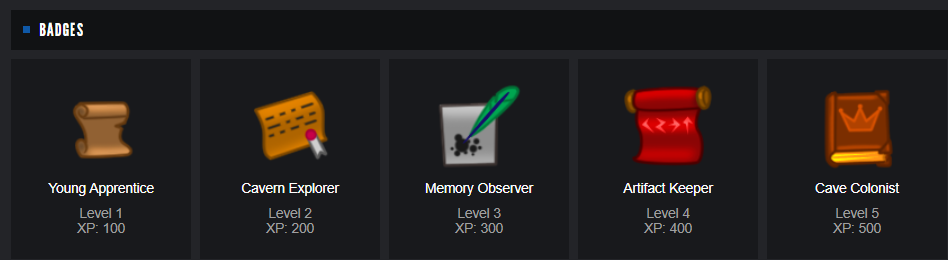 BADGES
Young Apprentice
Level 1
XP: 100
Cavern Explorer
Level 2
XP: 200
Memory Observer
Level 3
XP: 300
Artifact Keeper
Level 4
XP: 400
Cave Colonist
Level 5
XP: 500